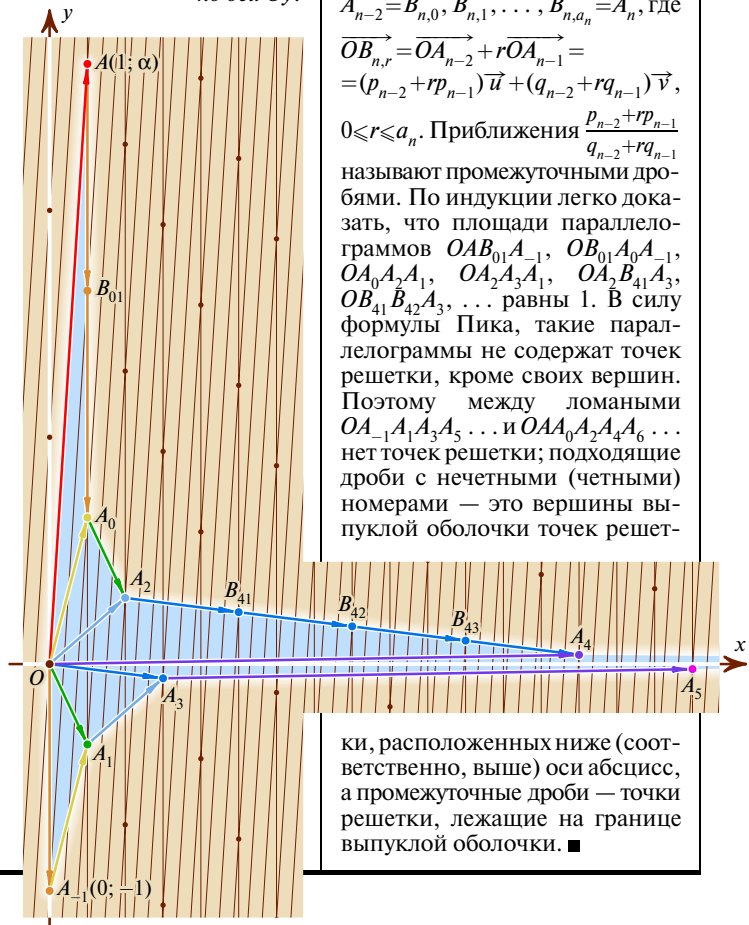 по оси Oy.
A_{n−2}=B_{n,0}, B_{n,1}, . . . , B_{n,a_n}=A_n, где
\overrightarrow{OB_{n,r}}=\overrightarrow{OA_{n−2}}+r\overrightarrow{OA_{n−1}}=
=(p_{n−2}+rp_{n−1})\overrightarrow{u}+(q_{n−2}+rq_{n−1})\overrightarrow{v},
0⩽r⩽a_n. Приближения \frac{p_{n−2}+rp_{n−1}}{q_{n−2}+rq_{n−1}}
называют промежуточными дро-
бями. По индукции легко дока-
зать, что площади параллело-
граммов OAB_{01}A_{−1}, OB_{01}A_0A_{−1},
OA_0A_2A_1, OA_2A_3A_1, OA_2B_{41}A_3,
OB_{41}B_{42}A_3, . . . равны 1. В силу
формулы Пика, такие парал-
лелограммы не содержат точек
решетки, кроме своих вершин.
Поэтому между ломаными
OA_{−1}A_1A_3A_5 . . . и OAA_0A_2A_4A_6 . . .
нет точек решетки; подходящие
дроби с нечетными (четными)
номерами — это вершины вы-
пуклой оболочки точек решет-
ки, расположенных ниже (соот-
ветственно, выше) оси абсцисс,
а промежуточные дроби — точки
решетки, лежащие на границе
выпуклой оболочки. ■
y
A(1; α)
B_{01}
A_0
A_2
B_{41}
B_{42}
B_{43}
A_4
x
O
A_3
A_5
A_1
A_{−1}(0; −1)